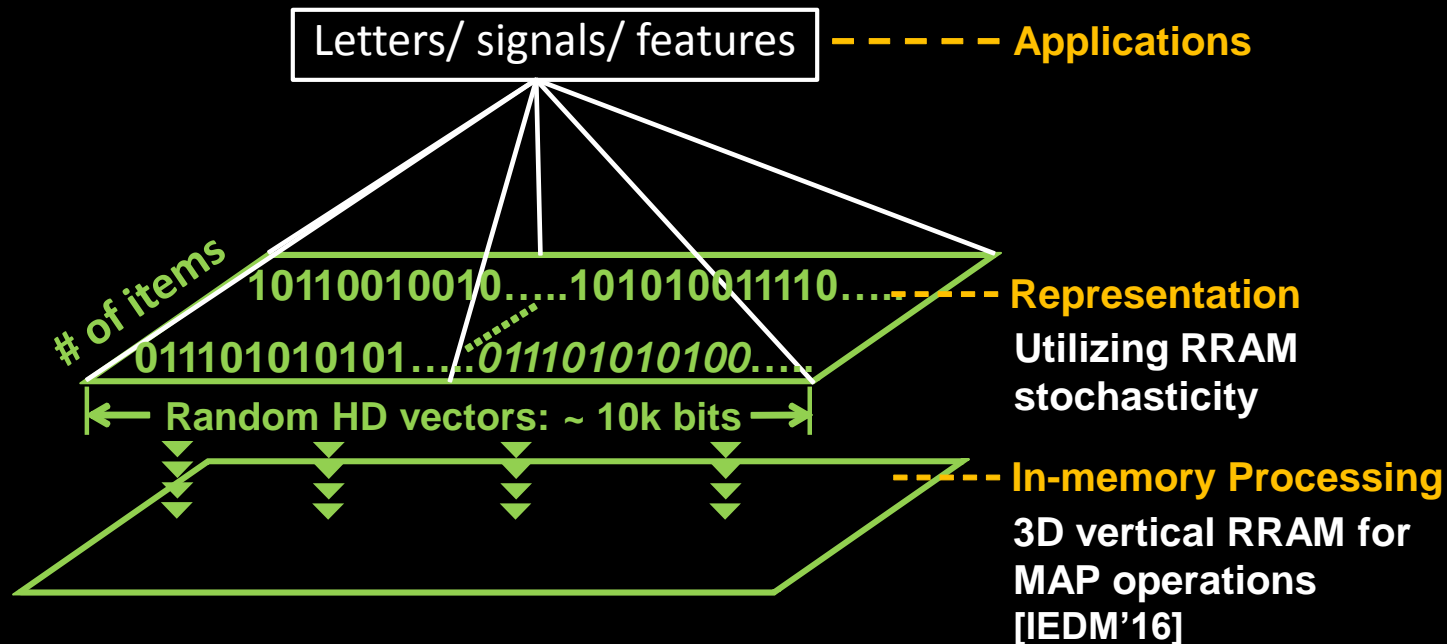 Letters/ signals/ features
Applications
# of items
10110010010…..101010011110…..
Representation
011101010101…..011101010100…..
Utilizing RRAM
stochasticity
Random HD vectors: ~ 10k bits
In-memory Processing
3D vertical RRAM for
MAP operations
[IEDM’16]